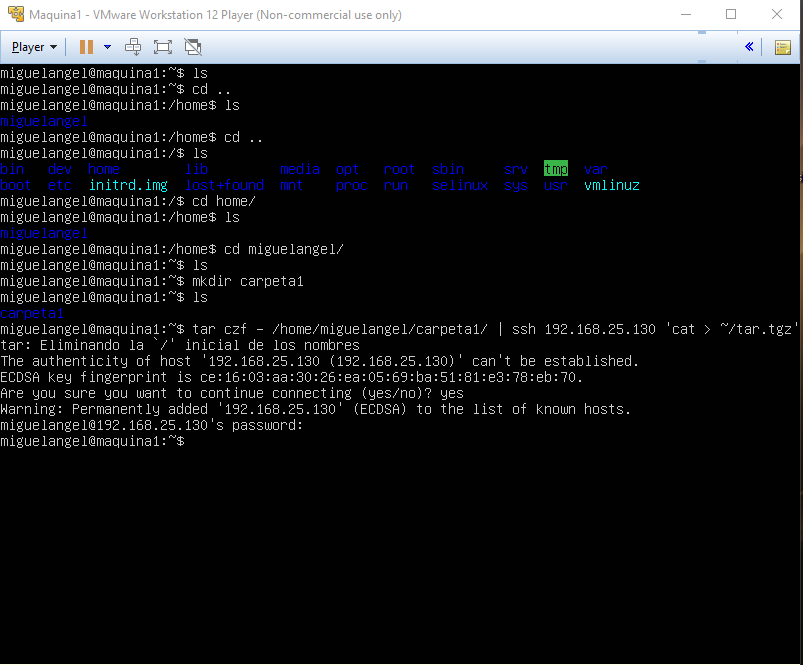 Maquina1 - VMware Workstation 12 Player (Non-commercial use only)
Player
miguelangel@maquina1:~$ ls
miguelangel@maquina1:~$ cd ..
miguelangel@maquina1:/home$ ls
miguelangel
miguelangel@maquina1:/home$ cd ..
miguelangel@maquina1:/$ ls
bin dev home lib media opt root sbin srv tmp var
boot etc initrd.img lost+found mnt proc run selinux sys usr vmlinuz
miguelangel@maquina1:/$ cd home/
miguelangel@maquina1:/home$ ls
miguelangel
miguelangel@maquina1:/home$ cd miguelangel/
miguelangel@maquina1:~$ ls
miguelangel@maquina1:~$ mkdir carpeta1
miguelangel@maquina1:~$ ls
carpeta1
miguelangel@maquina1:~$ tar czf - /home/miguelangel/carpeta1/ | ssh 192.168.25.130 'cat > ~/tar.tgz'
tar: Eliminando la `/' inicial de los nombres
The authenticity of host '192.168.25.130 (192.168.25.130)' can't be established.
ECDSA key fingerprint is ce:16:03:aa:30:26:ea:05:69:ba:51:81:e3:78:eb:70.
Are you sure you want to continue connecting (yes/no)? yes
Warning: Permanently added '192.168.25.130' (ECDSA) to the list of known hosts.
miguelangel@192.168.25.130's password:
miguelangel@maquina1:~$